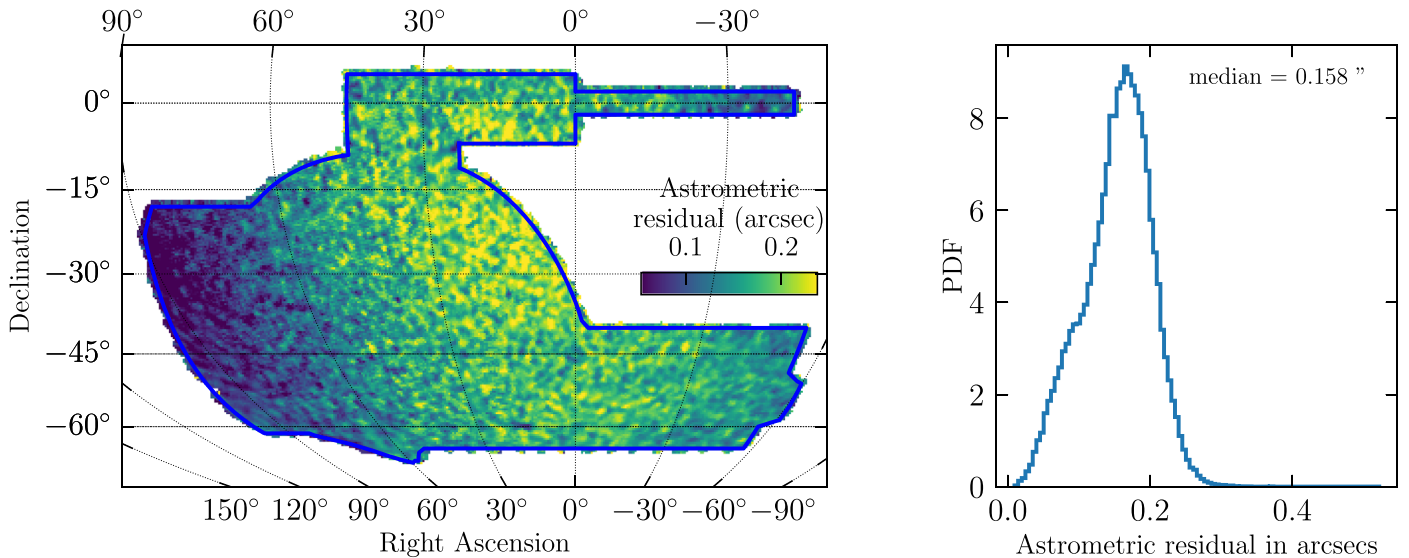 90° 60° 30° 0° −30°
0°
−15°
−30°
−45°
−60°
Declination
Astrometric
residual (arcsec)
0.1 0.2
150° 120° 90° 60° 30° 0° −30° −60° −90°
Right Ascension
median = 0.158 ”
8
6
4
2
0
PDF
0.0 0.2 0.4
Astrometric residual in arcsecs